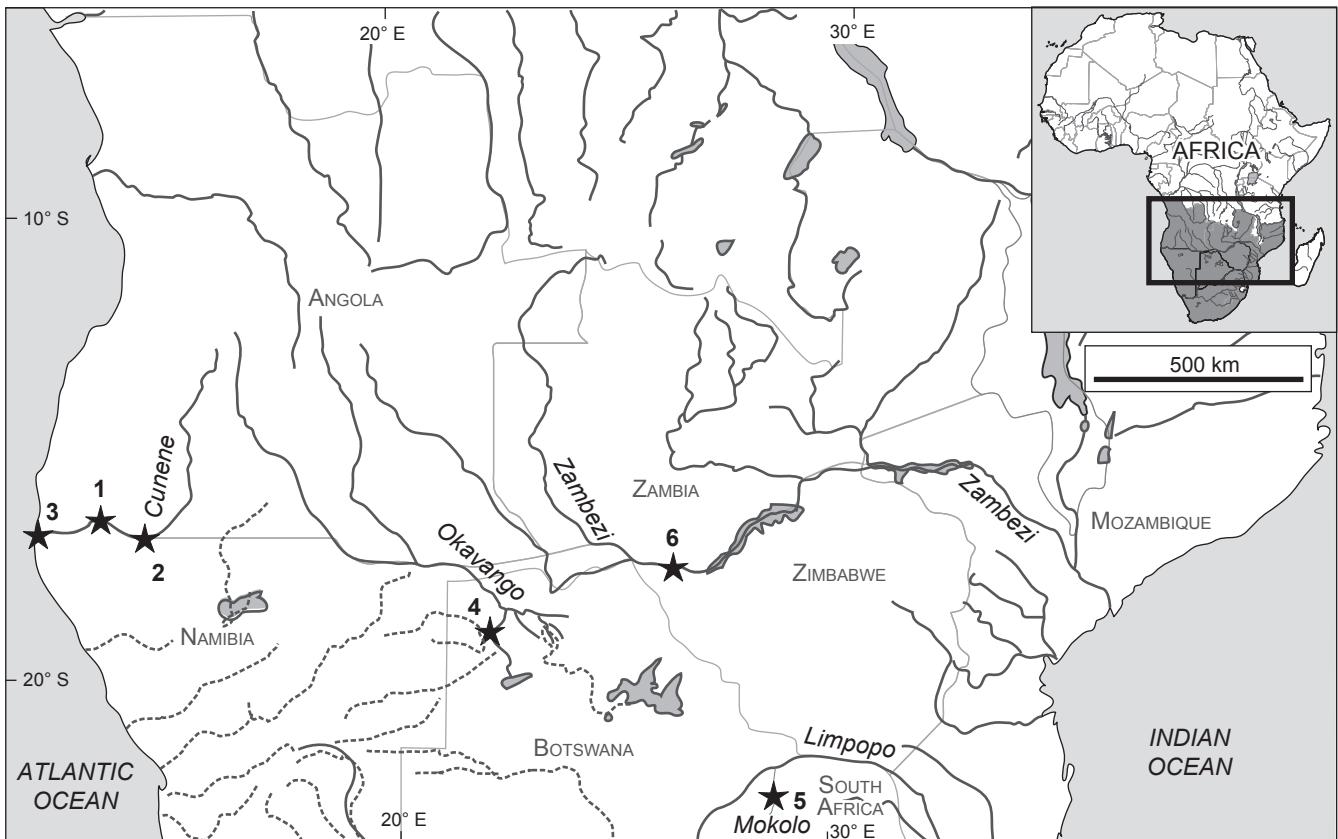 20° E
30° E
AFRICA
10° S
ANGOLA
500 km
Cunene
3
1
2
Zambezi
ZAMBIA
Zambezi
MOZAMBIQUE
6
Okavango
ZIMBABWE
4
NAMIBIA
20° S
BOTSWANA
Limpopo
INDIAN
OCEAN
ATLANTIC
OCEAN
SOUTH
AFRICA
5
Mokolo
20° E
30° E